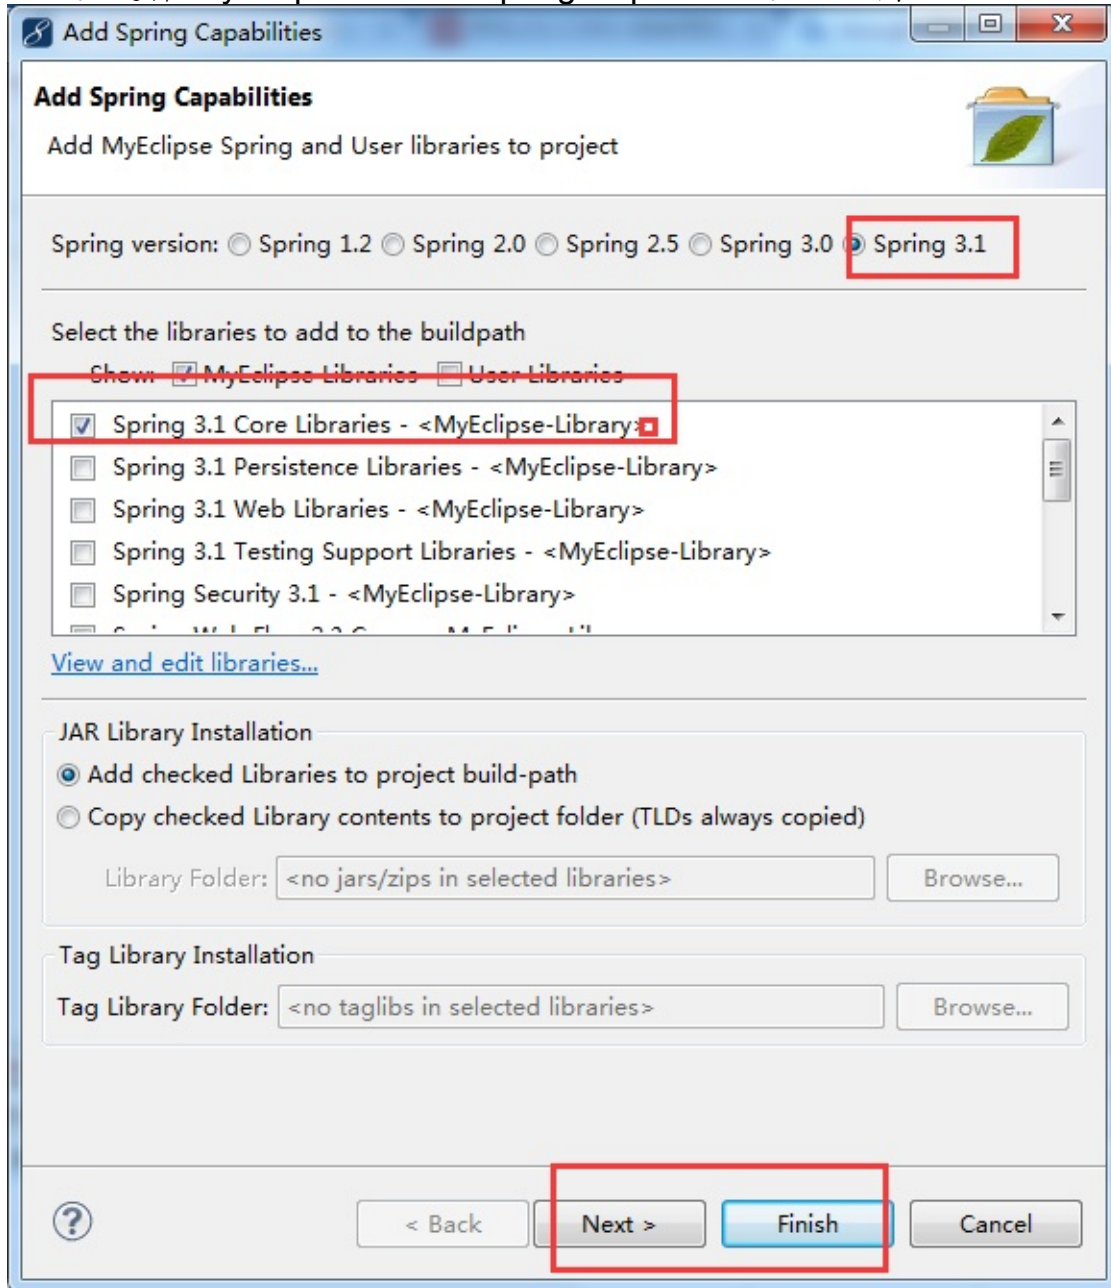 Add Spring Capabilities
Add Spring Capabilities
Add MyEclipse Spring and User libraries to project
Spring version: Spring 1.2 Spring 2.0 Spring 2.5 Spring 3.0 Spring 3.1
Select the libraries to add to the buildpath
Show: MyEclipse Libraries User Libraries
Spring 3.1 Core Libraries - <MyEclipse-Library>
Spring 3.1 Persistence Libraries - <MyEclipse-Library>
Spring 3.1 Web Libraries - <MyEclipse-Library>
Spring 3.1 Testing Support Libraries - <MyEclipse-Library>
Spring Security 3.1 - <MyEclipse-Library>
View and edit libraries...
JAR Library Installation
Add checked Libraries to project build-path
Copy checked Library contents to project folder (TLDs always copied)
Library Folder: <no jars/zips in selected libraries> Browse...
Tag Library Installation
Tag Library Folder: <no taglibs in selected libraries> Browse...
< Back Next > Finish Cancel